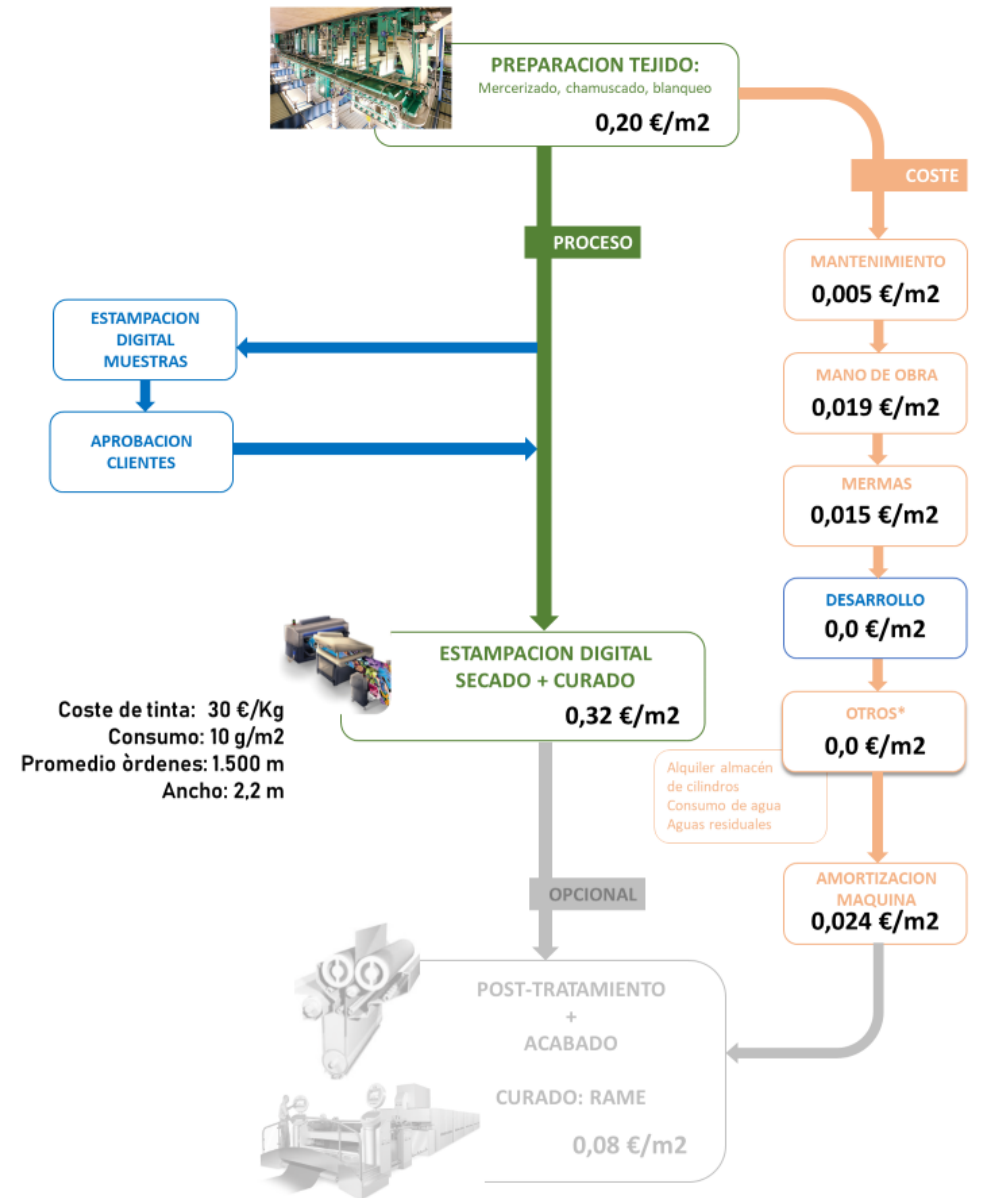 PREPARACION TEJIDO:
Mercerizado, chamuscado, blanqueo
0,20 €/m2
COSTE
PROCESO
MANTENIMIENTO
0,005 €/m2
ESTAMPACION
DIGITAL
MUESTRAS
MANO DE OBRA
0,019 €/m2
APROBACION
CLIENTES
MERMAS
0,015 €/m2
DESARROLLO
0,0 €/m2
ESTAMPACION DIGITAL
SECADO + CURADO
0,32 €/m2
Coste de tinta: 30 €/Kg
Consumo: 10 g/m2
Promedio òrdenes: 1.500 m
Ancho: 2,2 m
OTROS*
0,0 €/m2
Alquiler almacén
de cilindros
Consumo de agua
Aguas residuales
AMORTIZACION
MAQUINA
0,024 €/m2
OPCIONAL
POST-TRATAMIENTO
+
ACABADO
CURADO: RAME
0,08 €/m2